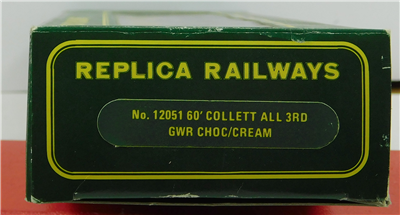 REPLICA RAILWAYS
No. 12051 60' COLLETT ALL 3RD
GWR CHOC/CREAM